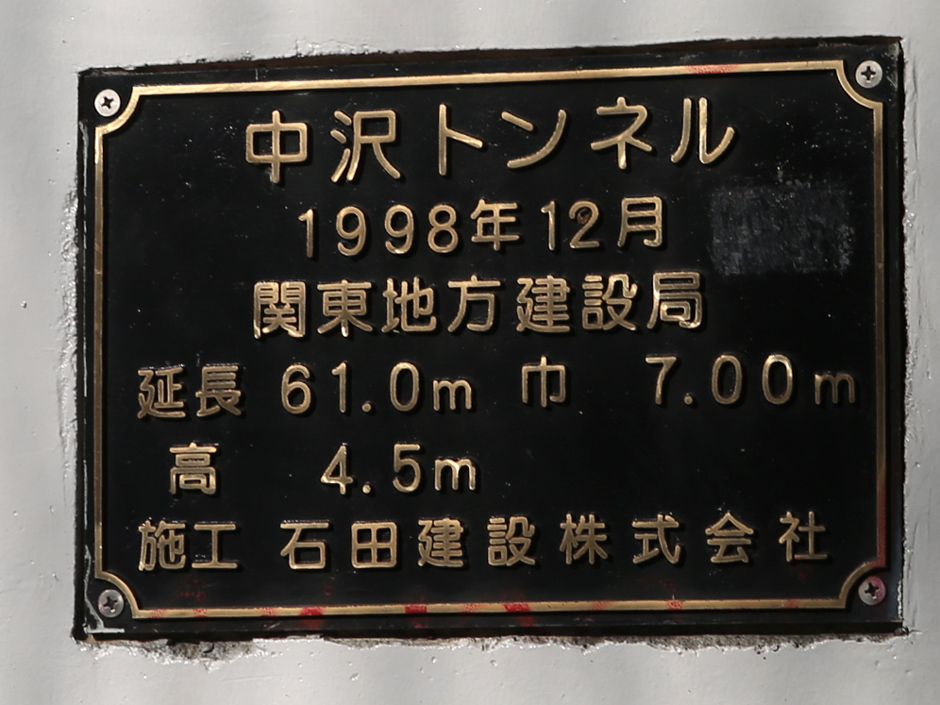 中沢トンネル
1998年12月
関東地方建設局
延長 61.0m 巾 7.00m
高 4.5m
施工 石田建設株式会社